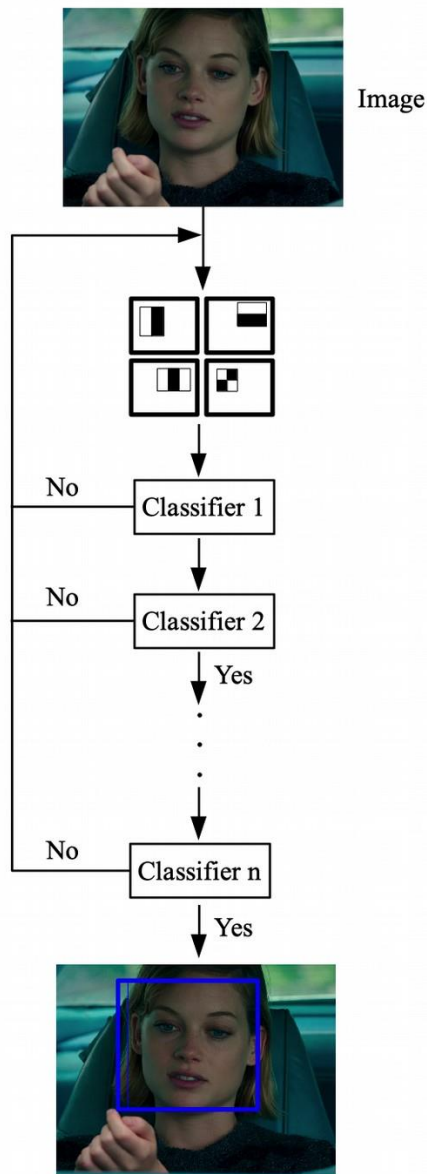 Image
No
Classifier 1
No
Classifier 2
Yes
No
Classifier n
Yes